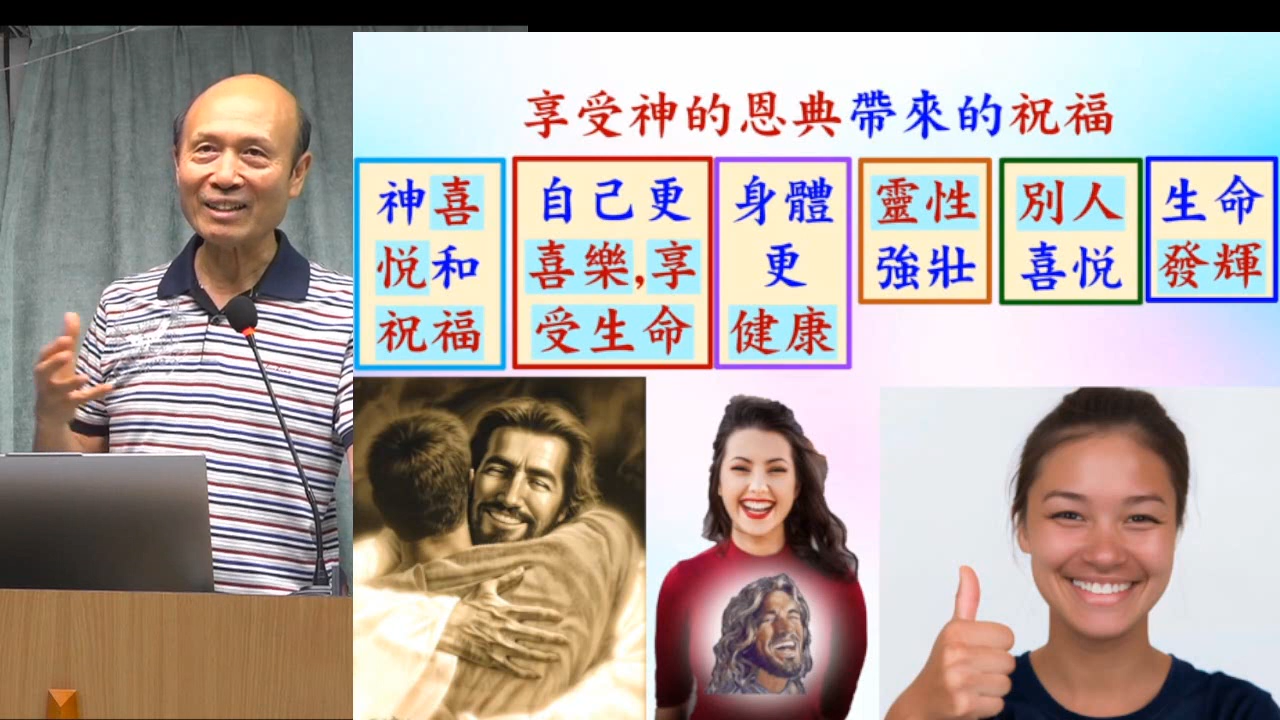 享受神的恩典帶來的祝福
神喜
悅和
祝福
自己更
喜樂,享
受生命
身體
更
健康
靈性
強壯
別人
喜悅
生命
發輝